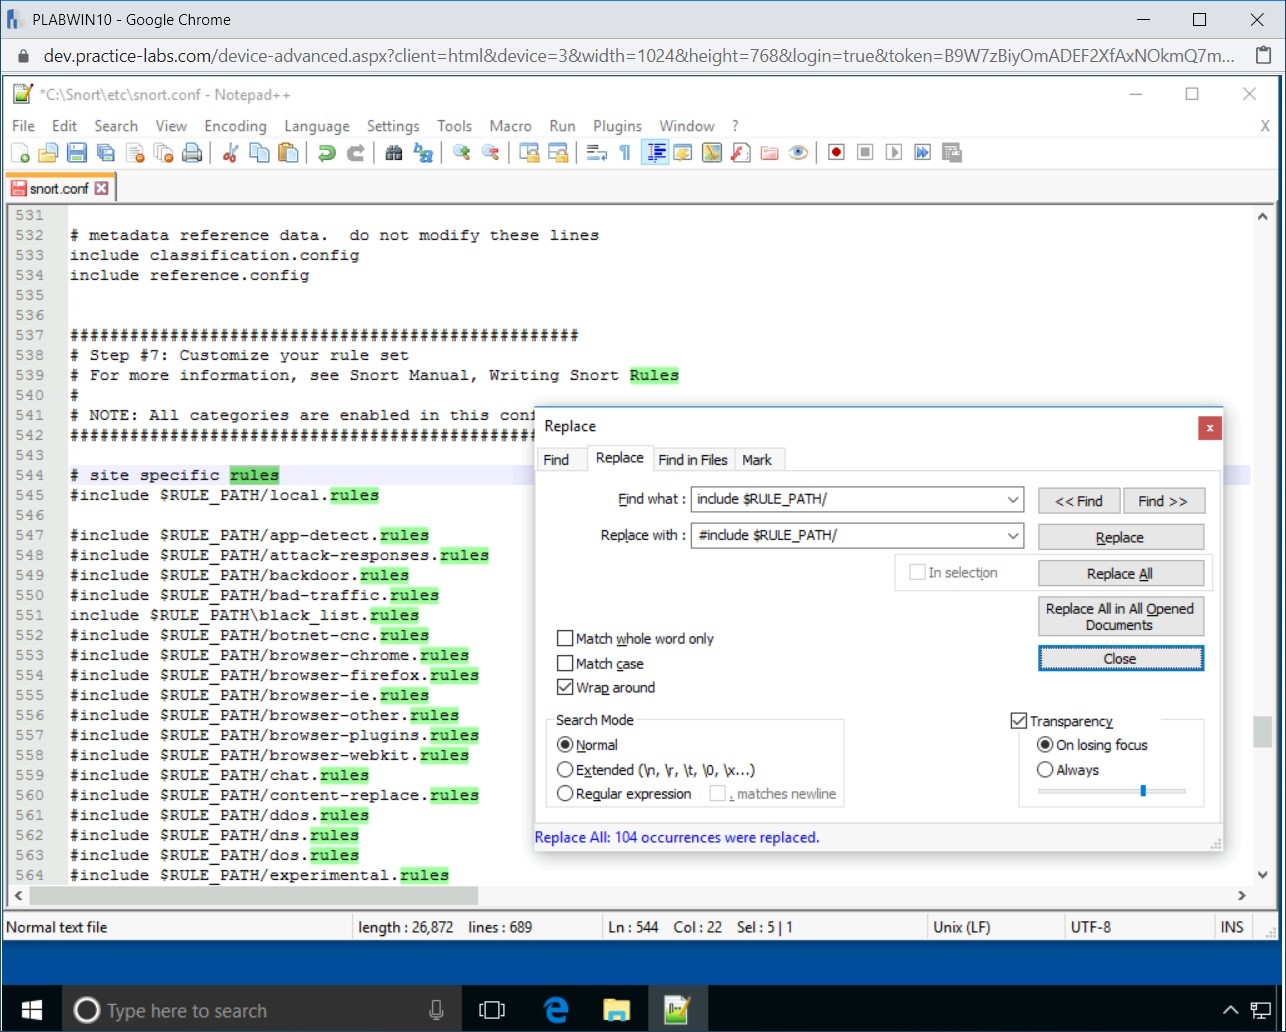 PLABWIN10 - Google Chrome
dev.practice-labs.com/device-advanced.aspx?client=html&device=3&width=1024&height=768&login=true&token=B9W7zBiyOmADEF2XfAxNOkmQ7m...
*C:\Snort\etc\snort.conf - Notepad++
File Edit Search View Encoding Language Settings Tools Macro Run Plugins Window ? X
snort.conf
531
532 # metadata reference data.  do not modify these lines
533 include classification.config
534 include reference.config
535
536
537 ###################################################
538 # Step #7: Customize your rule set
539 # For more information, see Snort Manual, Writing Snort Rules
540 #
541 # NOTE: All categories are enabled in this con
542 ###############################################
543
544 # site specific rules
545 #include $RULE_PATH/local.rules
546
547 #include $RULE_PATH/app-detect.rules
548 #include $RULE_PATH/attack-responses.rules
549 #include $RULE_PATH/backdoor.rules
550 #include $RULE_PATH/bad-traffic.rules
551 include $RULE_PATH\black_list.rules
552 #include $RULE_PATH/botnet-cnc.rules
553 #include $RULE_PATH/browser-chrome.rules
554 #include $RULE_PATH/browser-firefox.rules
555 #include $RULE_PATH/browser-ie.rules
556 #include $RULE_PATH/browser-other.rules
557 #include $RULE_PATH/browser-plugins.rules
558 #include $RULE_PATH/browser-webkit.rules
559 #include $RULE_PATH/chat.rules
560 #include $RULE_PATH/content-replace.rules
561 #include $RULE_PATH/ddos.rules
562 #include $RULE_PATH/dns.rules
563 #include $RULE_PATH/dos.rules
564 #include $RULE_PATH/experimental.rules
Replace
Find Replace Find in Files Mark
Find what : include $RULE_PATH/ << Find Find >>
Replace with : #include $RULE_PATH/ Replace
In selection Replace All
Replace All in All Opened
Documents
Close
Match whole word only
Match case
Wrap around
Search Mode
Normal
Extended (\n, \r, \t, \0, \x...)
Regular expression . matches newline
Transparency
On losing focus
Always
Replace All: 104 occurrences were replaced.
Normal text file length : 26,872 lines : 689 Ln : 544 Col : 22 Sel : 5 | 1 Unix (LF) UTF-8 INS
Type here to search